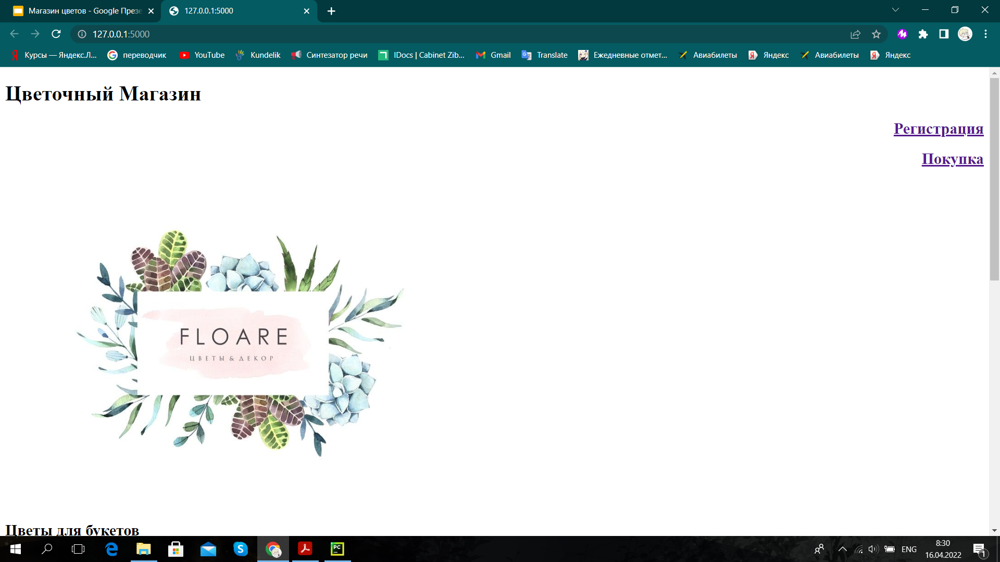 Магазин цветов - Google Презе
127.0.0.1:5000
127.0.0.1:5000
Курсы — Яндекс.Л... переводчик YouTube Kundelik Синтезатор речи IDocs | Cabinet Zib... Gmail Translate Ежедневные отмет... Авиабилеты Яндекс Авиабилеты Яндекс
Цветочный Магазин
Регистрация
Покупка
FLOARE
ЦВЕТЫ & ДЕКОР
Цветы для букетов
ENG
8:30
16.04.2022
1